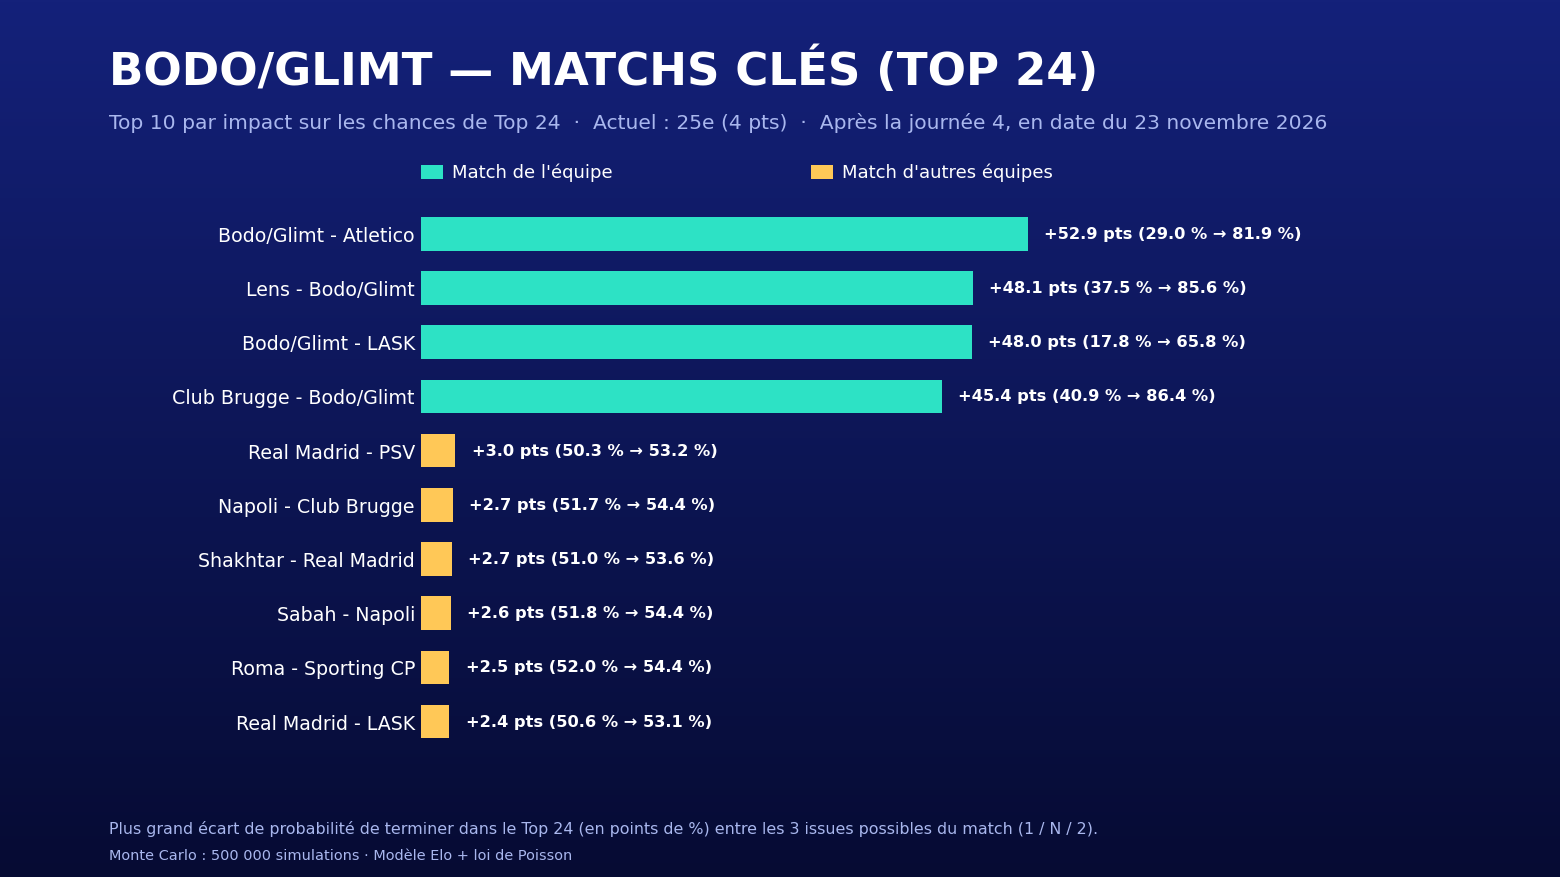 BODO/GLIMT — MATCHS CLÉS (TOP 24)
Top 10 par impact sur les chances de Top 24 · Actuel : 25e (4 pts) · Après la journée 4, en date du 23 novembre 2026
Match de l'équipe
Match d'autres équipes
Bodo/Glimt - Atletico +52.9 pts (29.0 % → 81.9 %)
Lens - Bodo/Glimt +48.1 pts (37.5 % → 85.6 %)
Bodo/Glimt - LASK +48.0 pts (17.8 % → 65.8 %)
Club Brugge - Bodo/Glimt +45.4 pts (40.9 % → 86.4 %)
Real Madrid - PSV +3.0 pts (50.3 % → 53.2 %)
Napoli - Club Brugge +2.7 pts (51.7 % → 54.4 %)
Shakhtar - Real Madrid +2.7 pts (51.0 % → 53.6 %)
Sabah - Napoli +2.6 pts (51.8 % → 54.4 %)
Roma - Sporting CP +2.5 pts (52.0 % → 54.4 %)
Real Madrid - LASK +2.4 pts (50.6 % → 53.1 %)
Plus grand écart de probabilité de terminer dans le Top 24 (en points de %) entre les 3 issues possibles du match (1 / N / 2).
Monte Carlo : 500 000 simulations · Modèle Elo + loi de Poisson